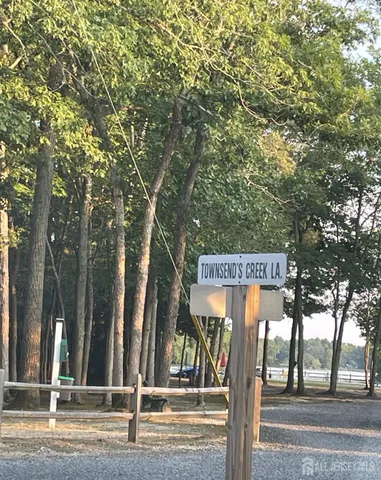 TOWNSEND'S CREEK LA.
ALL JERSEY MLS